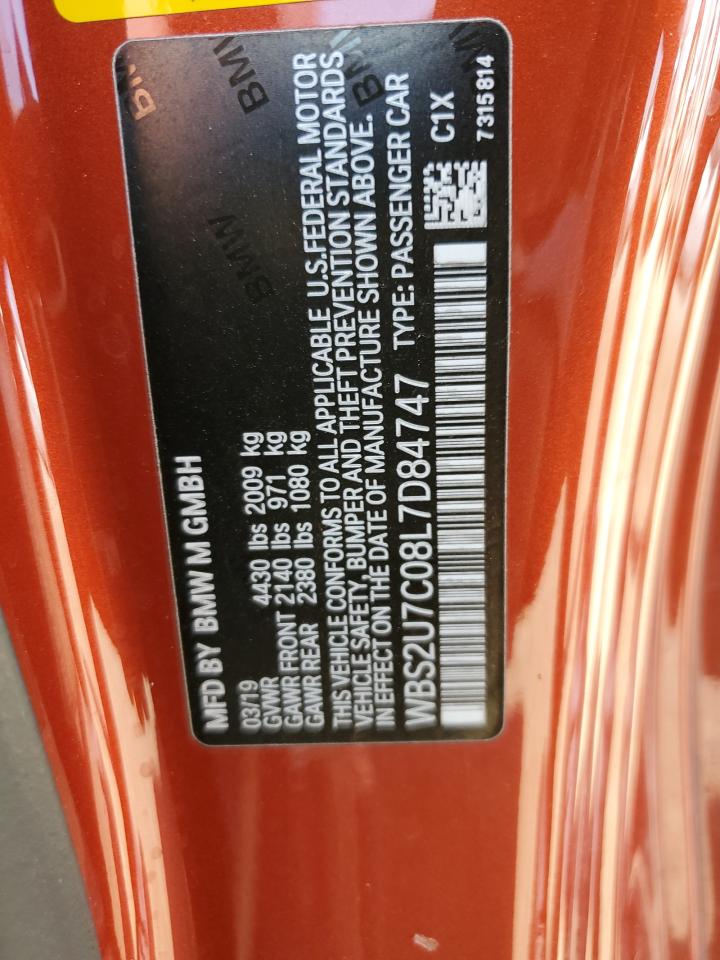 MFD BY BMW M GMBH
03/19
GVWR 4430 lbs 2009 kg
GAWR FRONT 2140 lbs 971 kg
GAWR REAR 2380 lbs 1080 kg
THIS VEHICLE CONFORMS TO ALL APPLICABLE U.S.FEDERAL MOTOR
VEHICLE SAFETY, BUMPER AND THEFT PREVENTION STANDARDS
IN EFFECT ON THE DATE OF MANUFACTURE SHOWN ABOVE.
WBS2U7C08L7D84747 TYPE: PASSENGER CAR
C1X
7315814
BMW
BMW
BMW
BMW